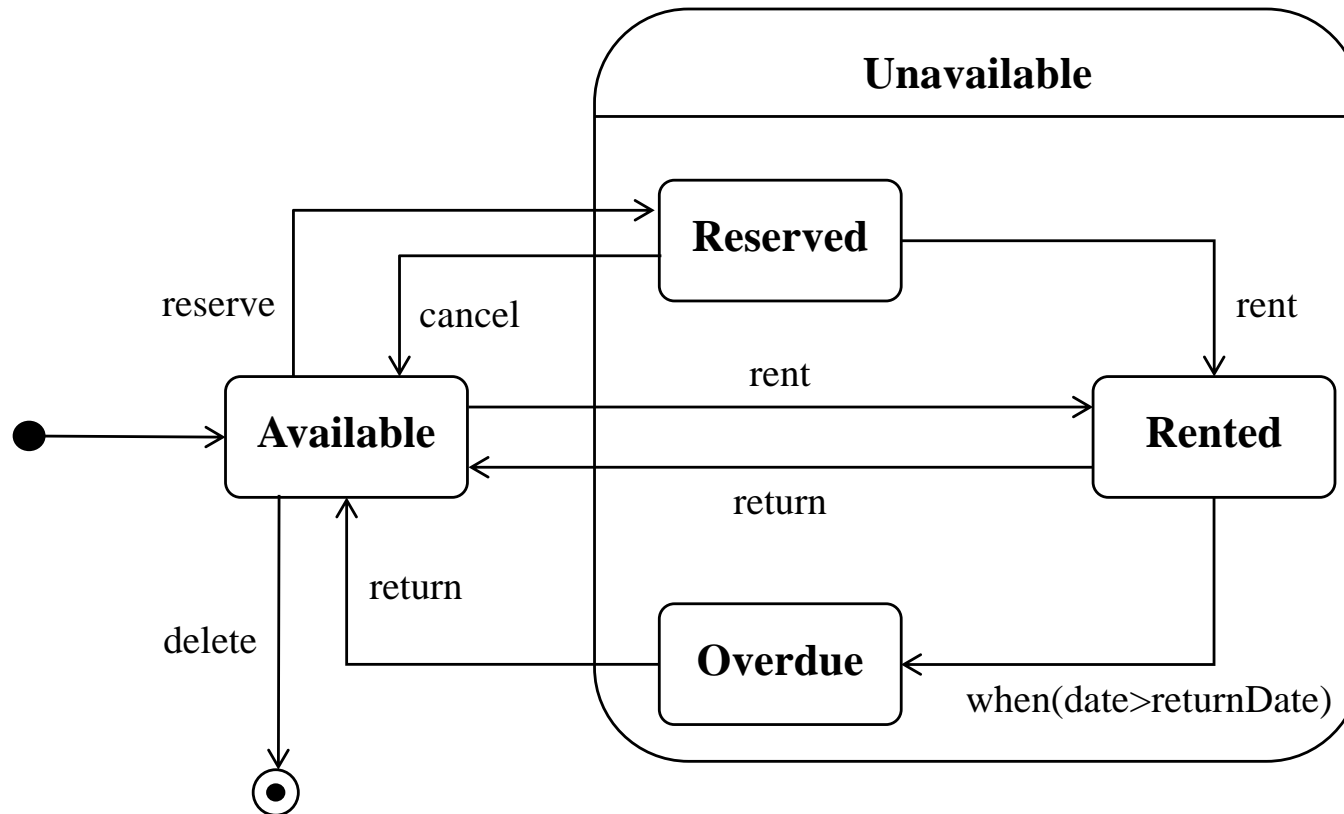 Unavailable
Reserved
reserve
cancel
rent
rent
Available
Rented
return
return
delete
Overdue
when(date>returnDate)